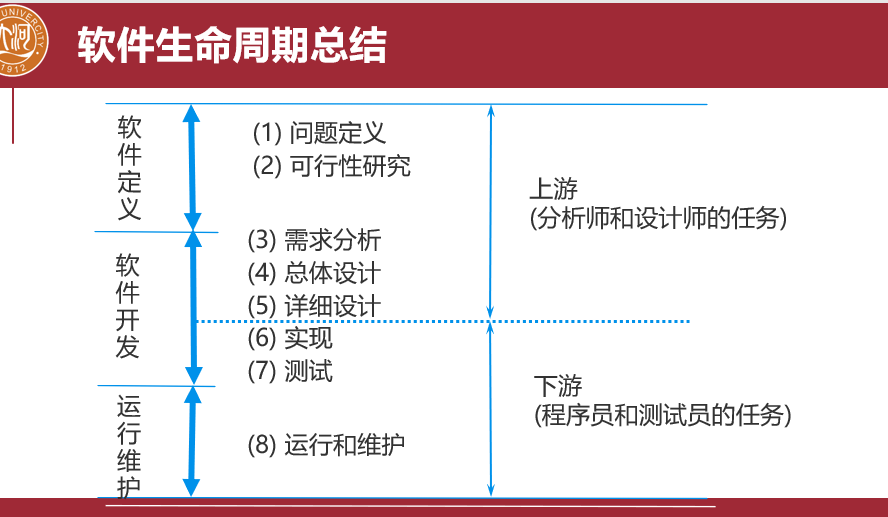 软件生命周期总结
软件定义
(1) 问题定义
(2) 可行性研究
上游
(分析师和设计师的任务)
软件开发
(3) 需求分析
(4) 总体设计
(5) 详细设计
(6) 实现
(7) 测试
下游
(程序员和测试员的任务)
运行维护
(8) 运行和维护
1912